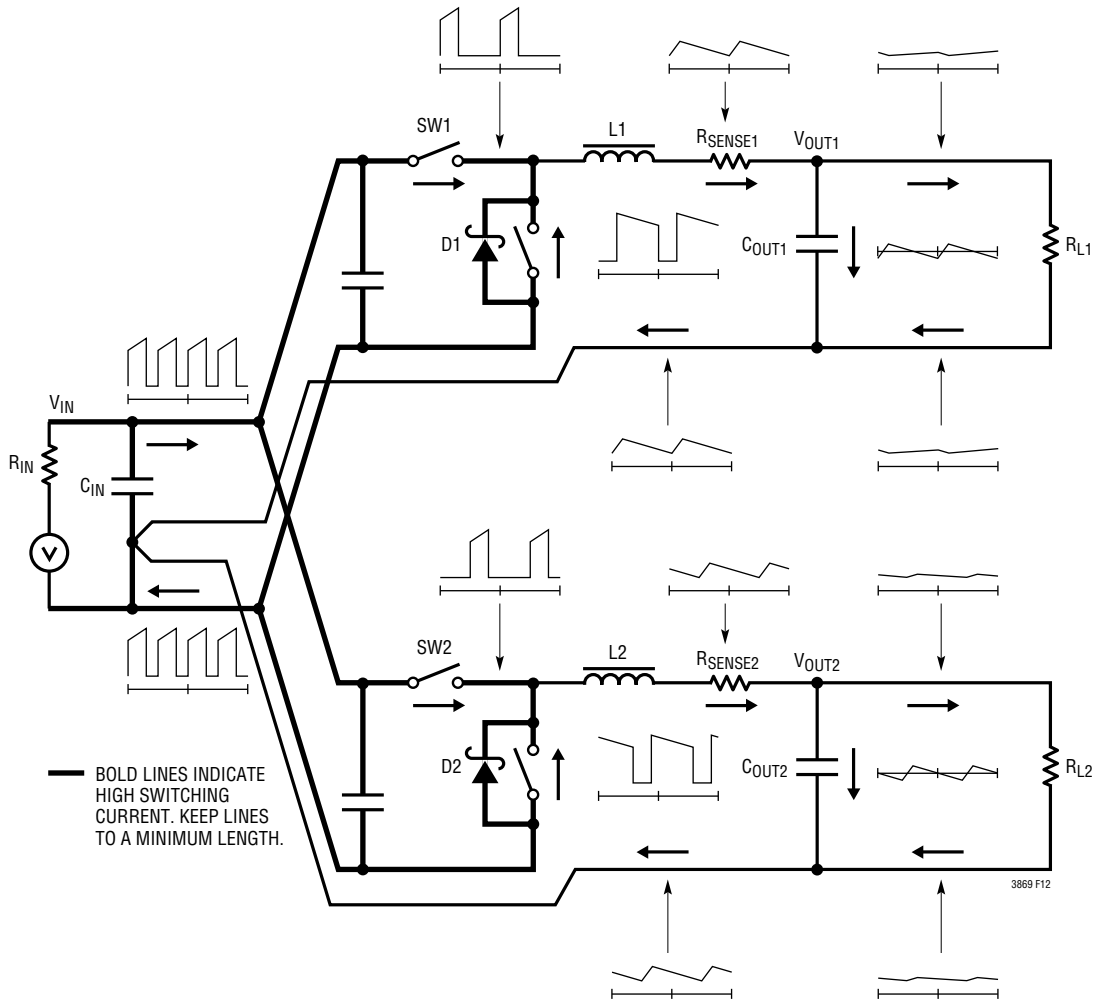 SW1
L1
RSENSE1
VOUT1
D1
COUT1
RL1
VIN
RIN
CIN
V
SW2
L2
RSENSE2
VOUT2
D2
COUT2
RL2
BOLD LINES INDICATE
HIGH SWITCHING
CURRENT. KEEP LINES
TO A MINIMUM LENGTH.
3869 F12